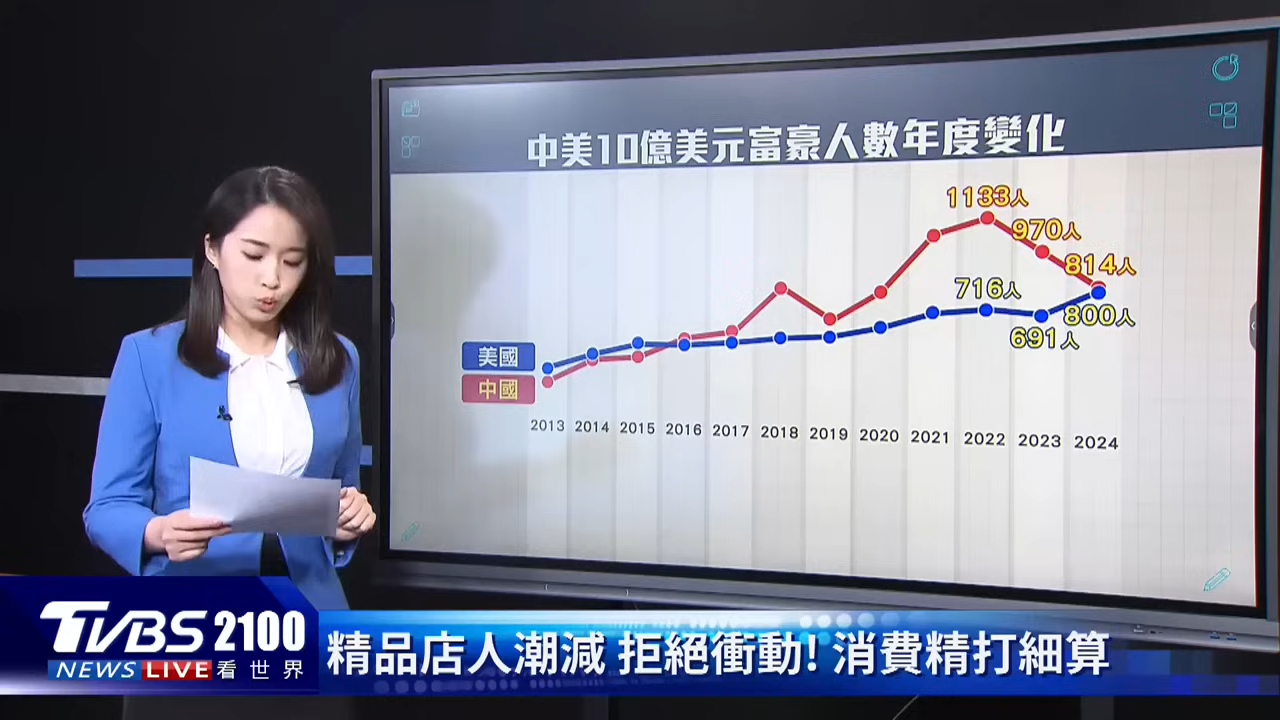 中美10億美元富豪人數年度變化
1133人
970人
814人
716人
800人
691人
美國
中國
2013 2014 2015 2016 2017 2018 2019 2020 2021 2022 2023 2024
TVBS 2100
NEWS LIVE 看世界
精品店人潮減 拒絕衝動! 消費精打細算